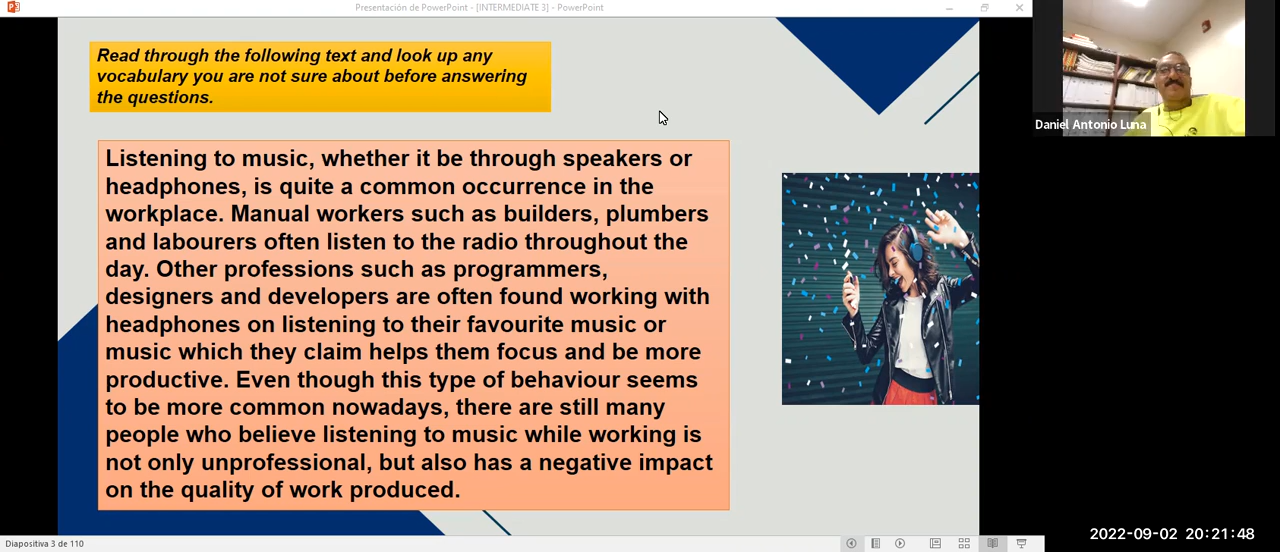 Presentación de PowerPoint - [INTERMEDIATE 3] - PowerPoint
Read through the following text and look up any
vocabulary you are not sure about before answering
the questions.
Daniel Antonio Luna
Listening to music, whether it be through speakers or
headphones, is quite a common occurrence in the
workplace. Manual workers such as builders, plumbers
and labourers often listen to the radio throughout the
day. Other professions such as programmers,
designers and developers are often found working with
headphones on listening to their favourite music or
music which they claim helps them focus and be more
productive. Even though this type of behaviour seems
to be more common nowadays, there are still many
people who believe listening to music while working is
not only unprofessional, but also has a negative impact
on the quality of work produced.
Diapositiva 3 de 110
2022-09-02 20:21:48